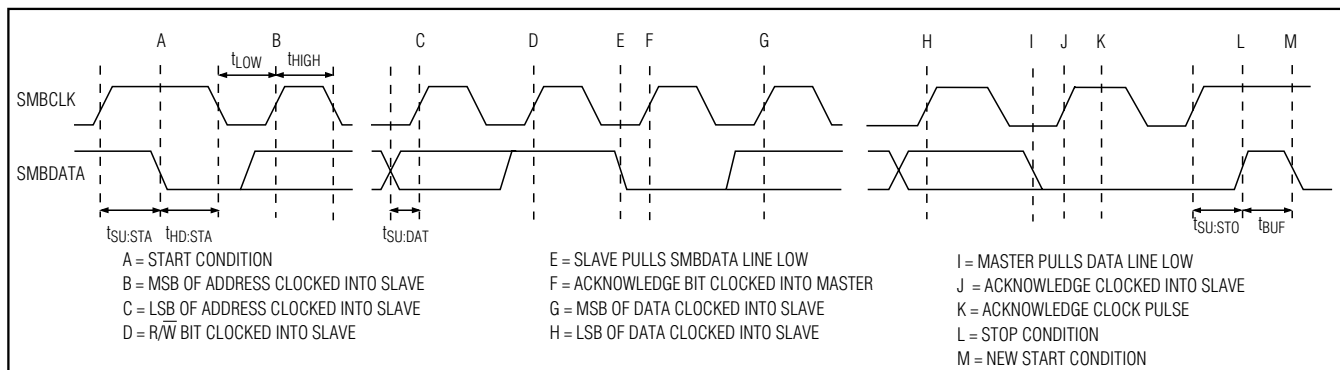 A B C D E F G H I J K L M
tLOW tHIGH
SMBCLK
SMBDATA
tSU:STA tHD:STA tSU:DAT tSU:STO tBUF
A = START CONDITION
B = MSB OF ADDRESS CLOCKED INTO SLAVE
C = LSB OF ADDRESS CLOCKED INTO SLAVE
D = R/W̅ BIT CLOCKED INTO SLAVE
E = SLAVE PULLS SMBDATA LINE LOW
F = ACKNOWLEDGE BIT CLOCKED INTO MASTER
G = MSB OF DATA CLOCKED INTO SLAVE
H = LSB OF DATA CLOCKED INTO SLAVE
I = MASTER PULLS DATA LINE LOW
J = ACKNOWLEDGE CLOCKED INTO SLAVE
K = ACKNOWLEDGE CLOCK PULSE
L = STOP CONDITION
M = NEW START CONDITION